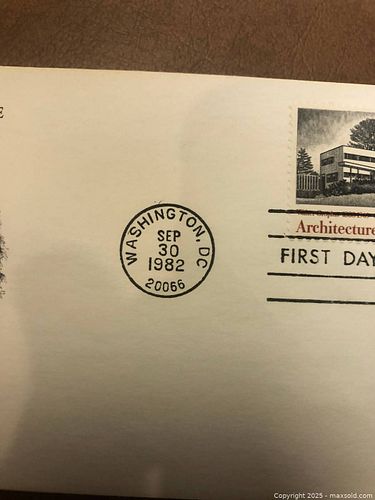 E
WASHINGTON, DC
SEP
30
1982
20066
Architecture
FIRST DAY
Copyright © 2025 - maxsold.com